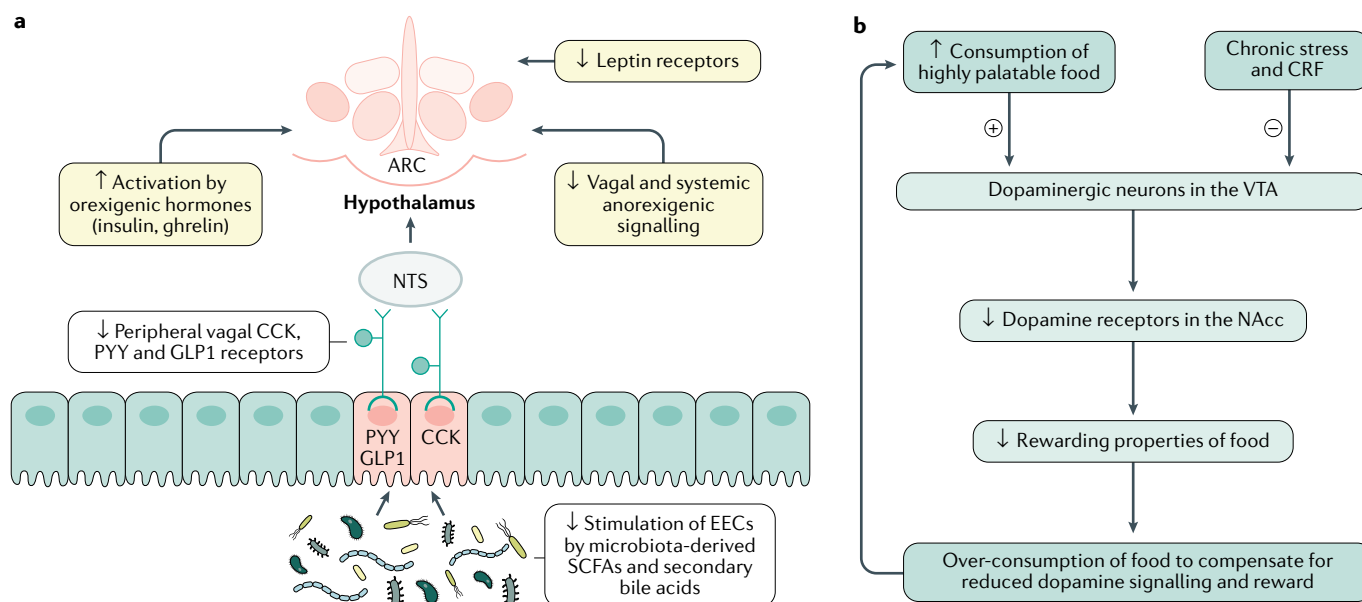 a
↓ Leptin receptors
ARC
Hypothalamus
↑ Activation by
orexigenic hormones
(insulin, ghrelin)
↓ Vagal and systemic
anorexigenic
signalling
NTS
↓ Peripheral vagal CCK,
PYY and GLP1 receptors
PYY
GLP1
CCK
↓ Stimulation of EECs
by microbiota-derived
SCFAs and secondary
bile acids
b
↑ Consumption of
highly palatable food
Chronic stress
and CRF
+
−
Dopaminergic neurons in the VTA
↓ Dopamine receptors in the NAcc
↓ Rewarding properties of food
Over-consumption of food to compensate for
reduced dopamine signalling and reward